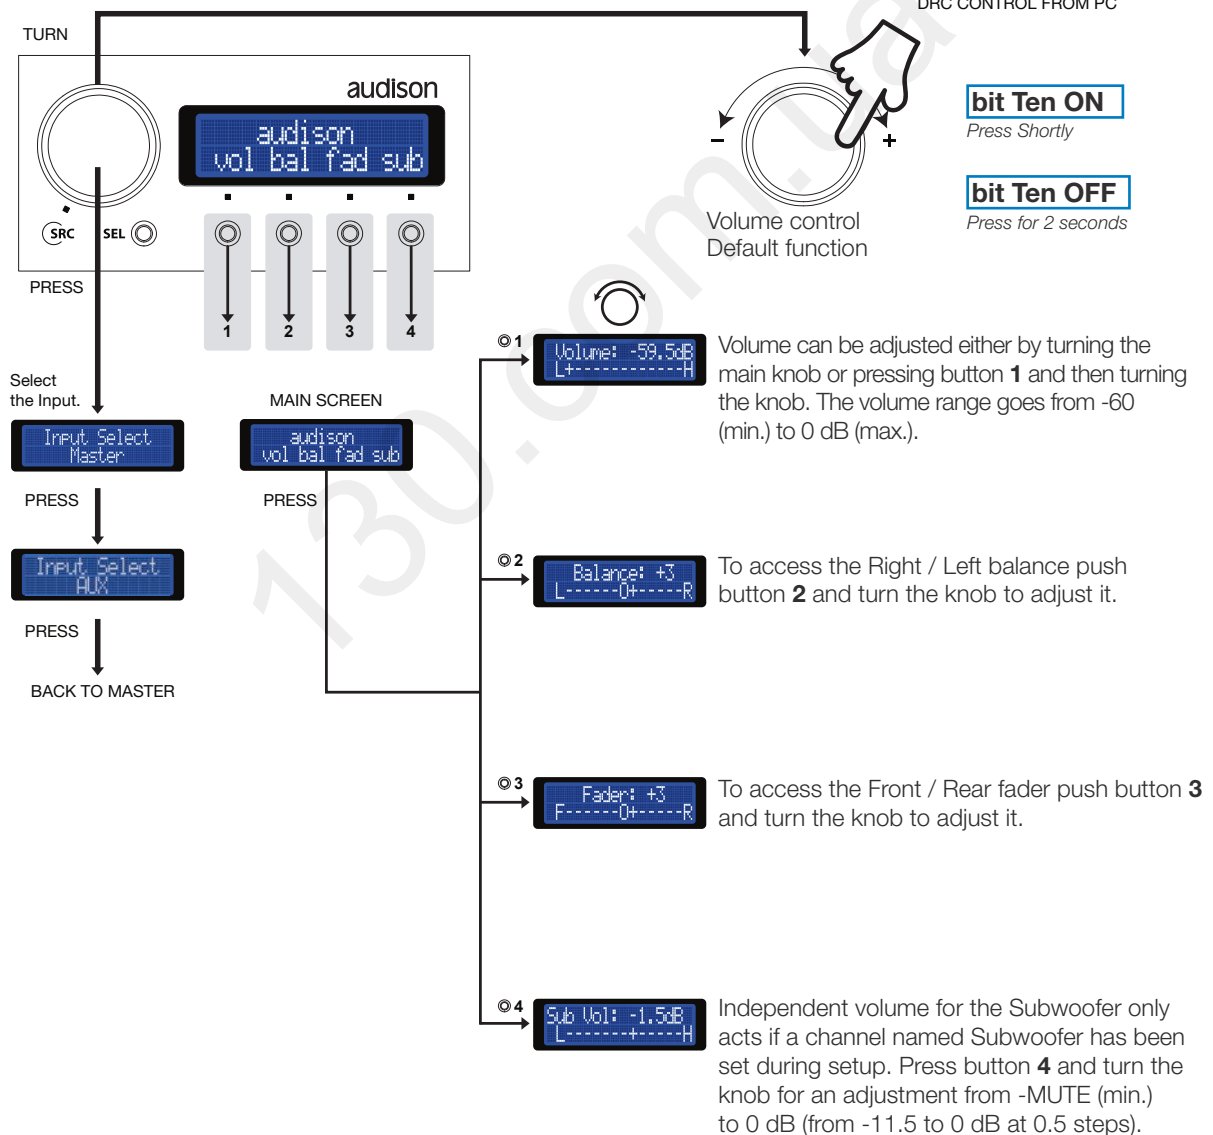 DRC CONTROL FROM PC
TURN
audison
audison
vol bal fad sub
bit Ten ON
Press Shortly
bit Ten OFF
Press for 2 seconds
- +
Volume control
Default function
SRC SEL
PRESS
1 2 3 4
Select
the Input.
Input Select
Master
PRESS
Input Select
AUX
PRESS
BACK TO MASTER
MAIN SCREEN
audison
vol bal fad sub
PRESS
1
Volume: -59.5dB
L+------------H
Volume can be adjusted either by turning the
main knob or pressing button 1 and then turning
the knob. The volume range goes from -60
(min.) to 0 dB (max.).
2
Balance: +3
L------0+-----R
To access the Right / Left balance push
button 2 and turn the knob to adjust it.
3
Fader: +3
F------0+-----R
To access the Front / Rear fader push button 3
and turn the knob to adjust it.
4
Sub Vol: -1.5dB
L-------+----H
Independent volume for the Subwoofer only
acts if a channel named Subwoofer has been
set during setup. Press button 4 and turn the
knob for an adjustment from -MUTE (min.)
to 0 dB (from -11.5 to 0 dB at 0.5 steps).
130.com.ua